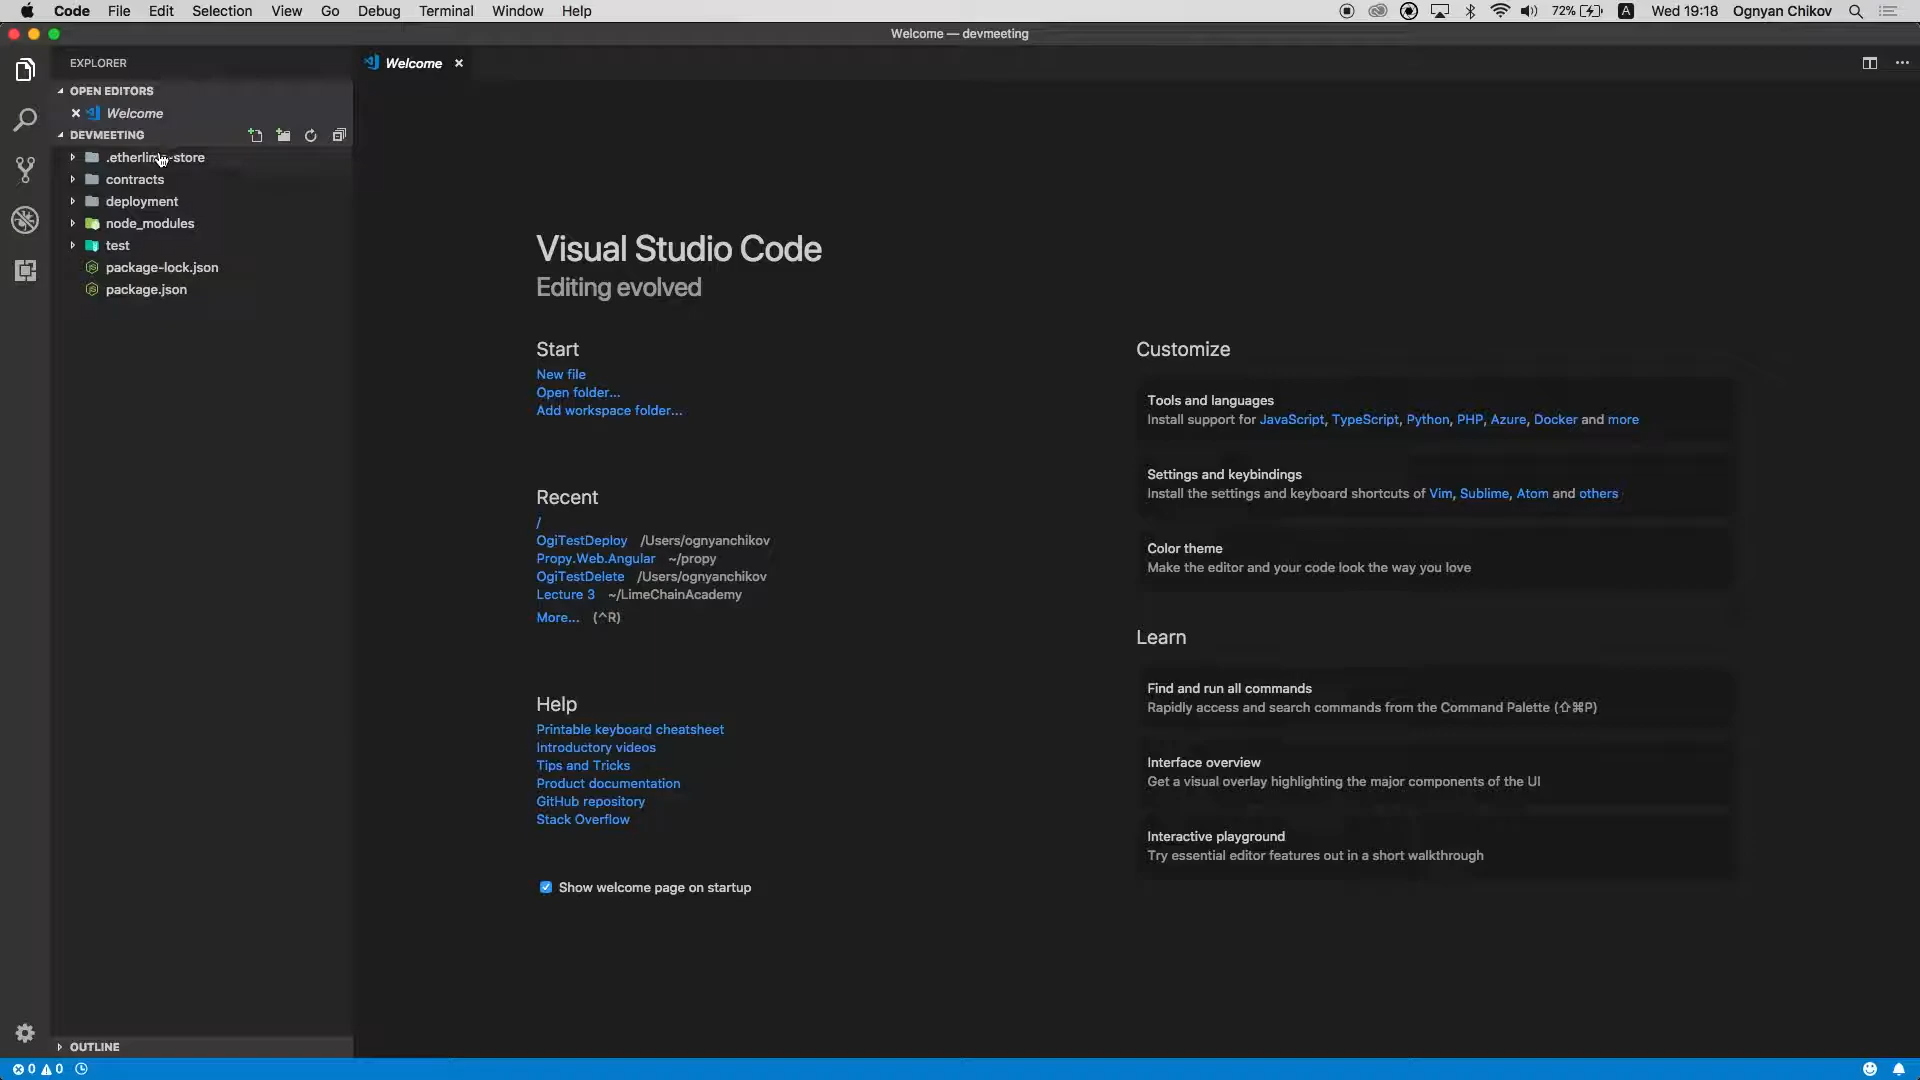 Code File Edit Selection View Go Debug Terminal Window Help 72% A Wed 19:18 Ognyan Chikov
Welcome — devmeeting
EXPLORER
Welcome
OPEN EDITORS
Welcome
DEVMEETING
.etherlime-store
contracts
deployment
node_modules
test
package-lock.json
package.json
Visual Studio Code
Editing evolved
Start
New file
Open folder...
Add workspace folder...
Recent
/
OgiTestDeploy /Users/ognyanchikov
Propy.Web.Angular ~/propy
OgiTestDelete /Users/ognyanchikov
Lecture 3 ~/LimeChainAcademy
More... (^R)
Help
Printable keyboard cheatsheet
Introductory videos
Tips and Tricks
Product documentation
GitHub repository
Stack Overflow
Show welcome page on startup
Customize
Tools and languages
Install support for JavaScript, TypeScript, Python, PHP, Azure, Docker and more
Settings and keybindings
Install the settings and keyboard shortcuts of Vim, Sublime, Atom and others
Color theme
Make the editor and your code look the way you love
Learn
Find and run all commands
Rapidly access and search commands from the Command Palette (⇧⌘P)
Interface overview
Get a visual overlay highlighting the major components of the UI
Interactive playground
Try essential editor features out in a short walkthrough
OUTLINE
0 0